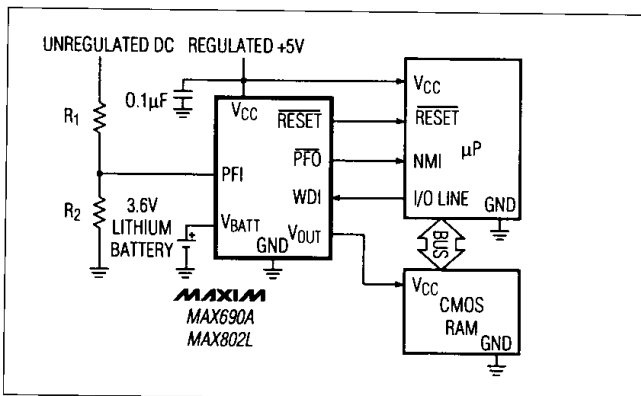 UNREGULATED DC
REGULATED +5V
0.1µF
R1
R2
3.6V
LITHIUM
BATTERY
VCC
RESET
PFO
PFI
WDI
VBATT
VOUT
GND
MAXIM
MAX690A
MAX802L
VCC
RESET
µP
NMI
I/O LINE
GND
BUS
VCC
CMOS
RAM
GND